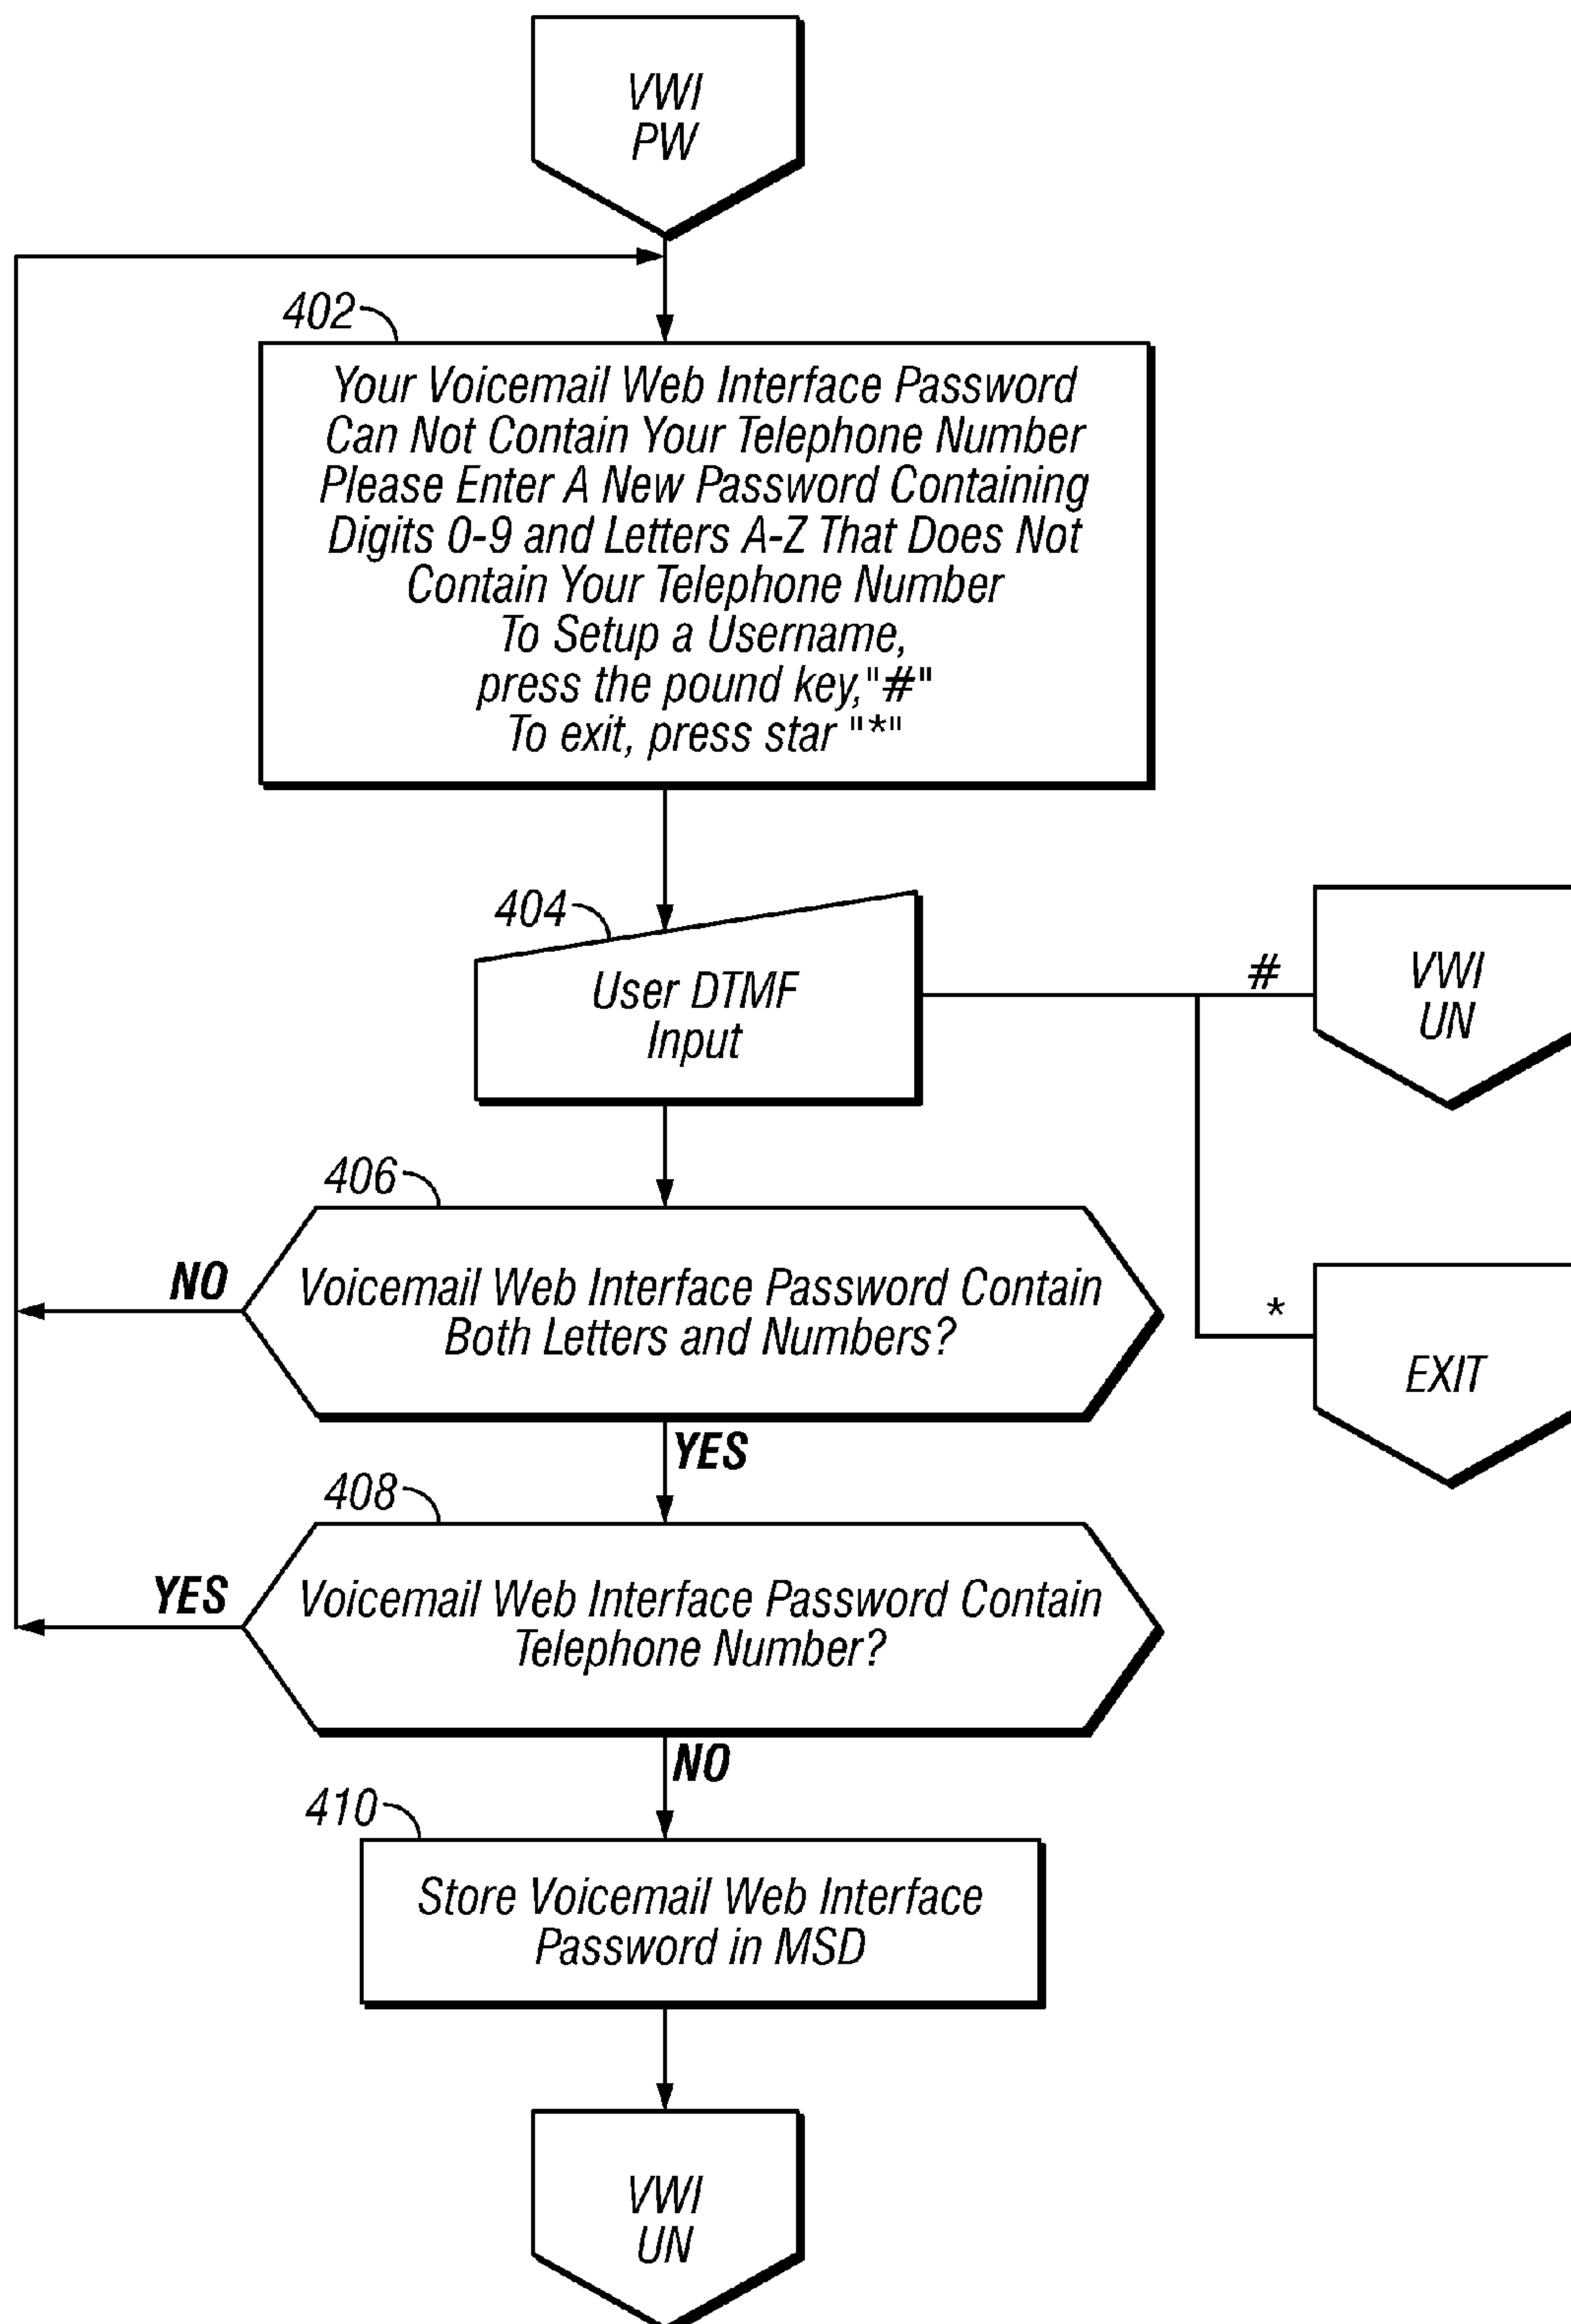 VWI
PW
402
Your Voicemail Web Interface Password
Can Not Contain Your Telephone Number
Please Enter A New Password Containing
Digits 0-9 and Letters A-Z That Does Not
Contain Your Telephone Number
To Setup a Username,
press the pound key,"#"
To exit, press star "*"
404
User DTMF
Input
#
VWI
UN
*
EXIT
406
Voicemail Web Interface Password Contain
Both Letters and Numbers?
NO
YES
408
Voicemail Web Interface Password Contain
Telephone Number?
YES
NO
410
Store Voicemail Web Interface
Password in MSD
VWI
UN